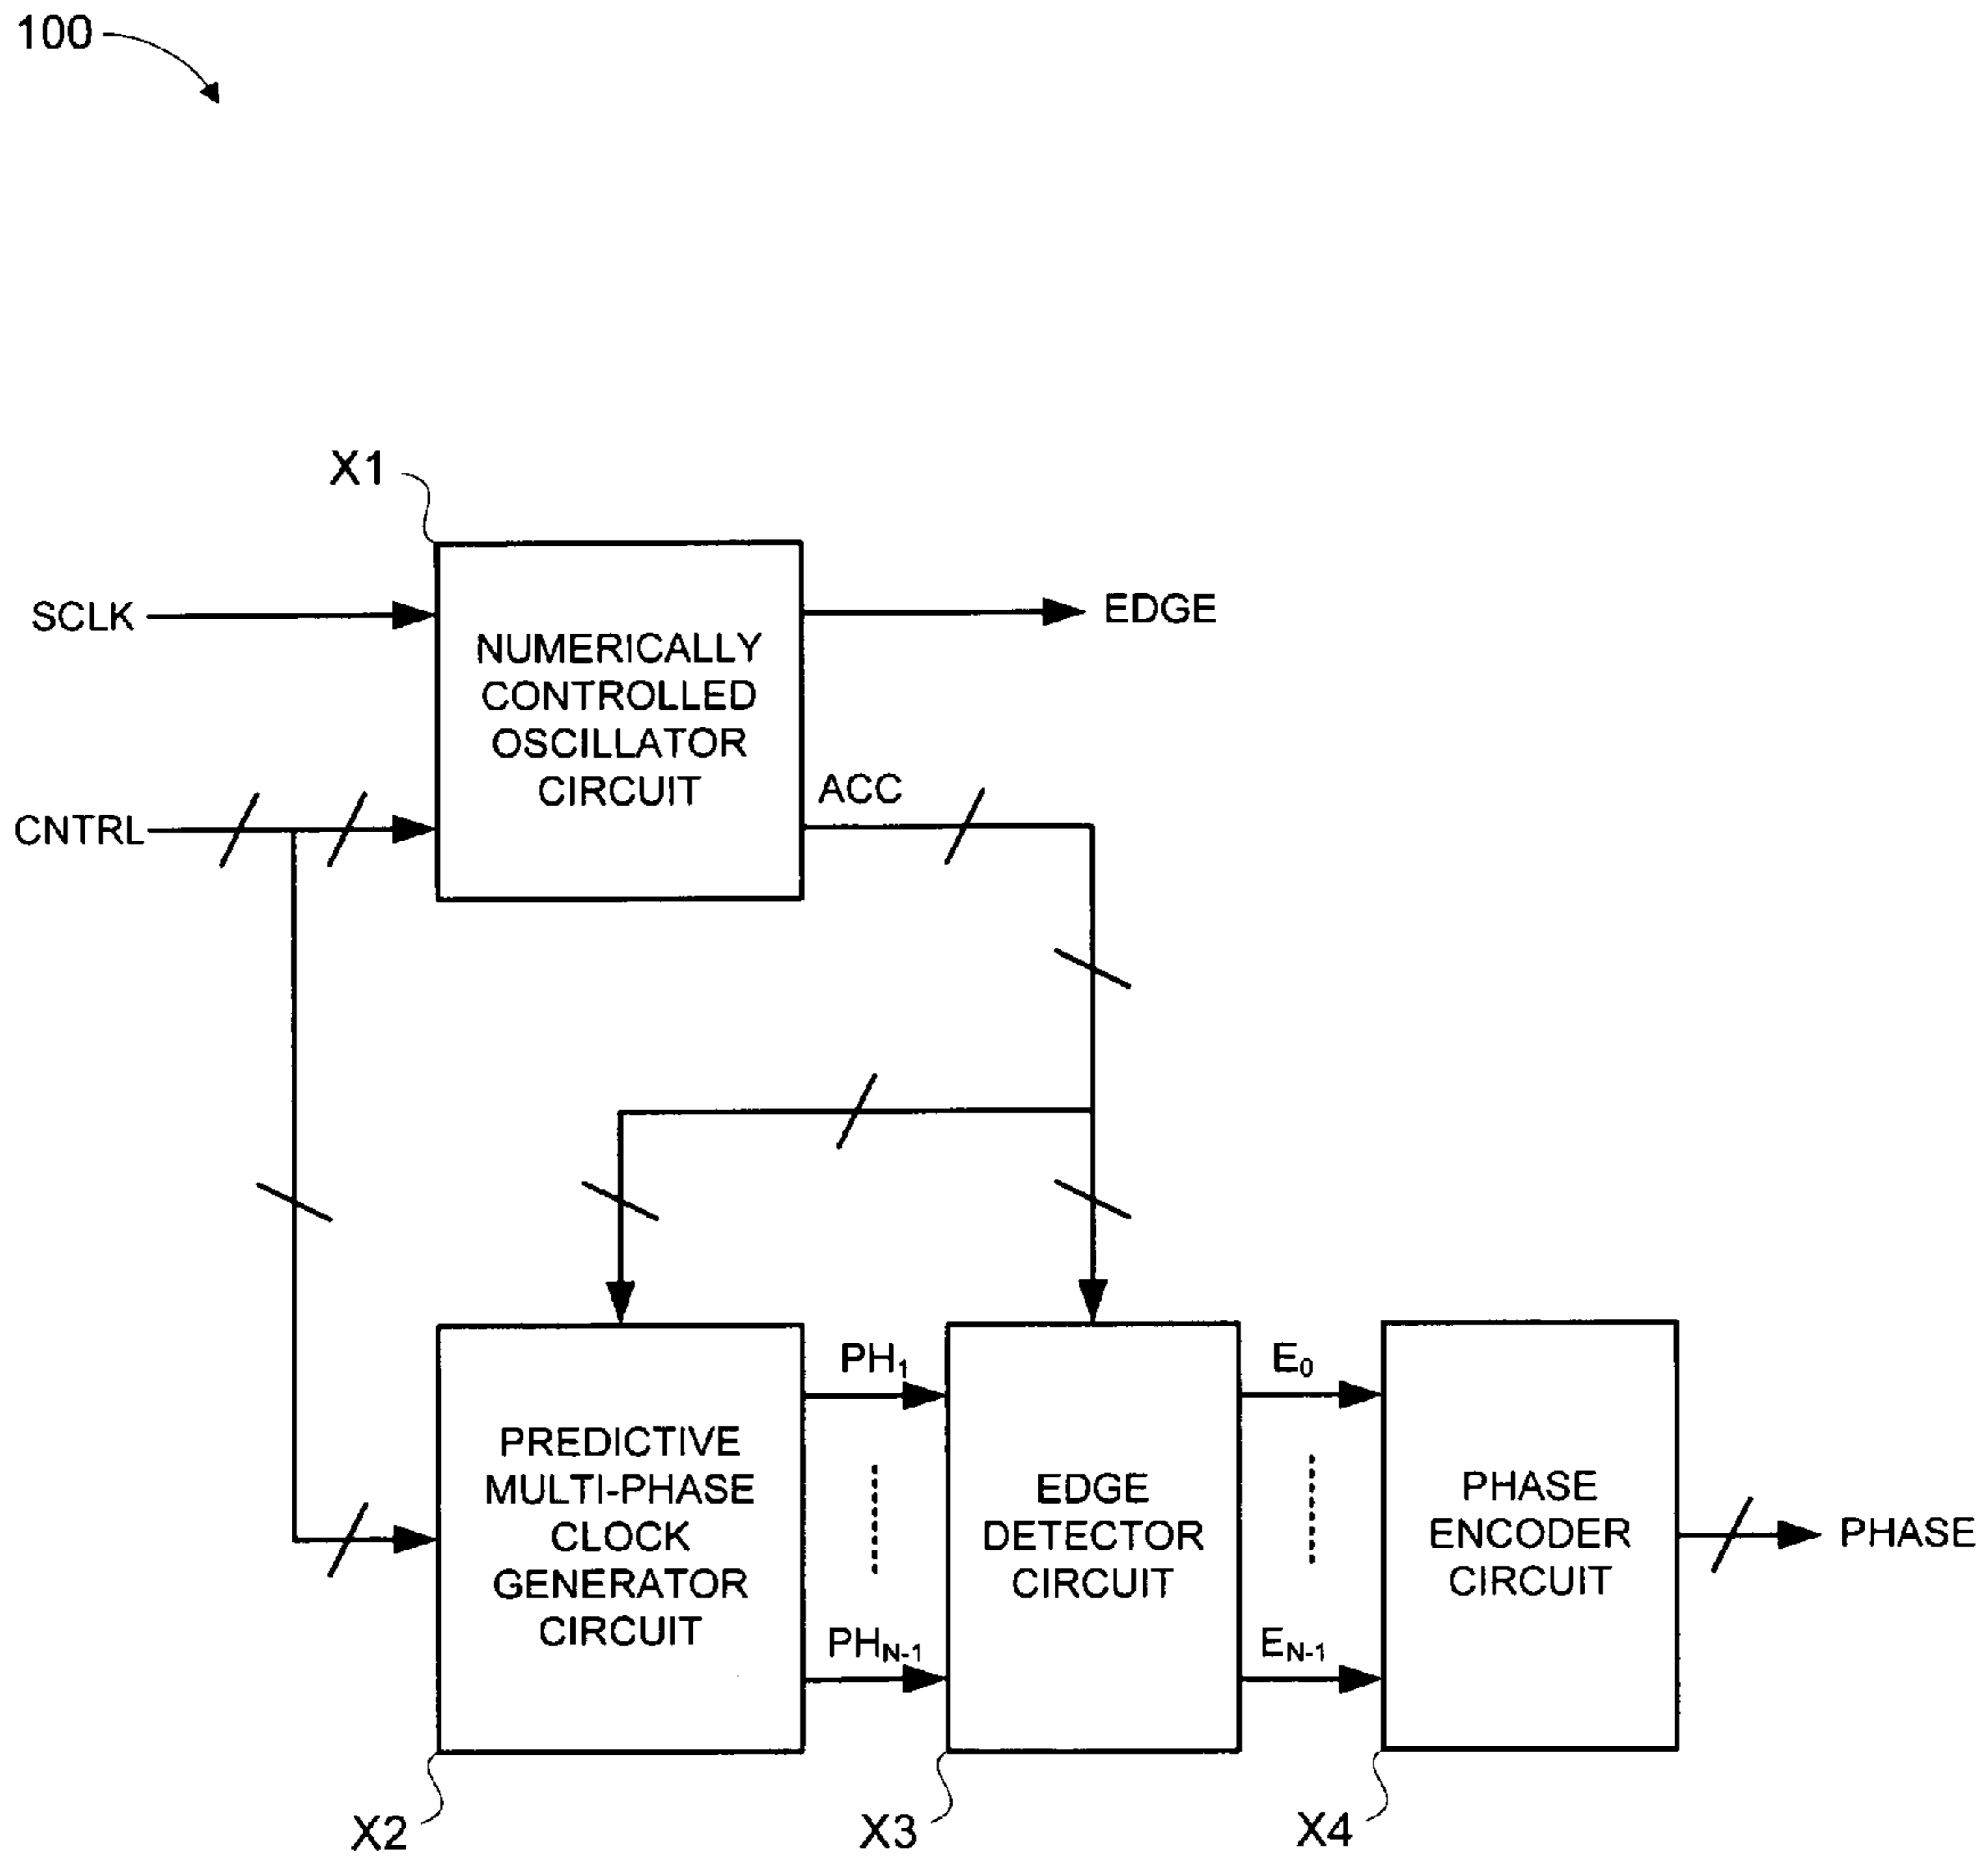 100
X1
SCLK
EDGE
NUMERICALLY
CONTROLLED
OSCILLATOR
CIRCUIT
ACC
CNTRL
PH1
E0
PREDICTIVE
MULTI-PHASE
CLOCK
GENERATOR
CIRCUIT
EDGE
DETECTOR
CIRCUIT
PHASE
ENCODER
CIRCUIT
PHASE
PHN-1
EN-1
X2
X3
X4